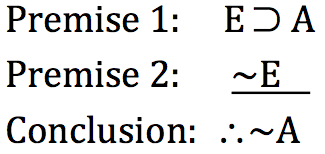 Premise 1: E ⊃ A
Premise 2: ~E
Conclusion: ∴~A